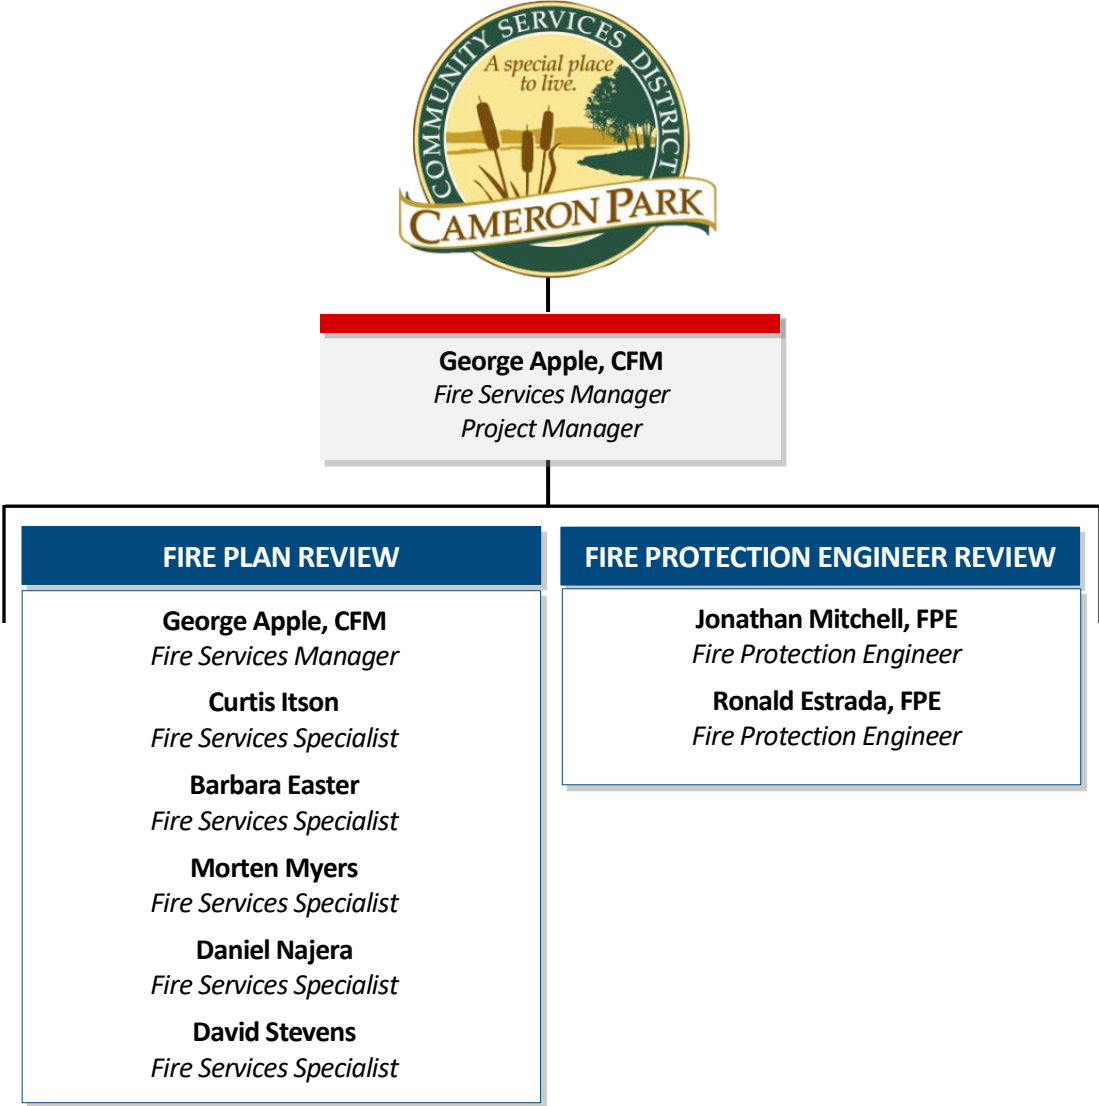 COMMUNITY SERVICES DISTRICT
A special place
to live.
CAMERON PARK
George Apple, CFM
Fire Services Manager
Project Manager
FIRE PLAN REVIEW
George Apple, CFM
Fire Services Manager
Curtis Itson
Fire Services Specialist
Barbara Easter
Fire Services Specialist
Morten Myers
Fire Services Specialist
Daniel Najera
Fire Services Specialist
David Stevens
Fire Services Specialist
FIRE PROTECTION ENGINEER REVIEW
Jonathan Mitchell, FPE
Fire Protection Engineer
Ronald Estrada, FPE
Fire Protection Engineer